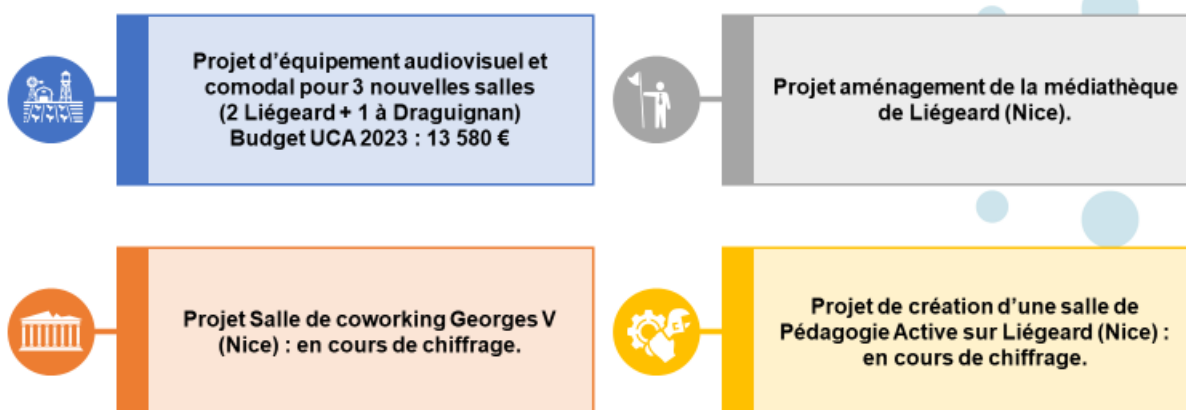 Projet d'équipement audiovisuel et
comodal pour 3 nouvelles salles
(2 Liégeard + 1 à Draguignan)
Budget UCA 2023 : 13 580 €
Projet aménagement de la médiathèque
de Liégeard (Nice).
Projet Salle de coworking Georges V
(Nice) : en cours de chiffrage.
Projet de création d'une salle de
Pédagogie Active sur Liégeard (Nice) :
en cours de chiffrage.